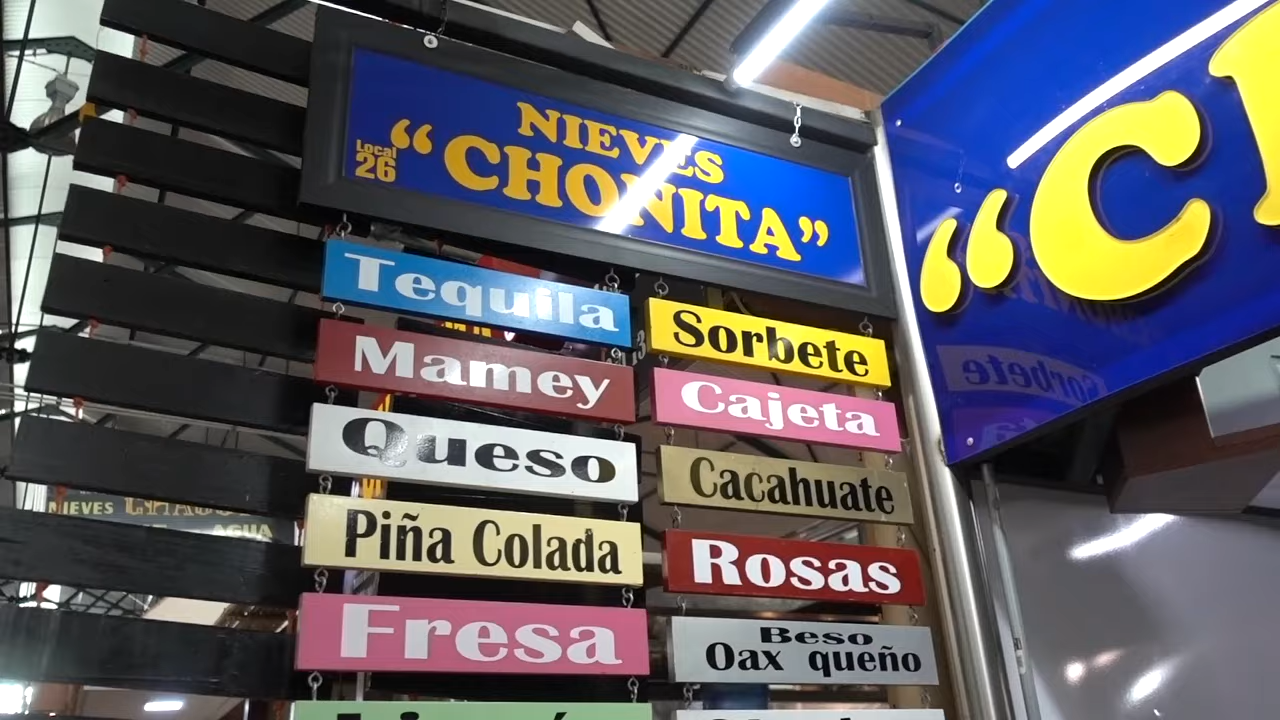 NIEVES
Local
26
“CHONITA”
Tequila
Mamey
Queso
Piña Colada
Fresa
Sorbete
Cajeta
Cacahuate
Rosas
Beso
Oax queño
“C
Sorbete
NIEVES
AGUA